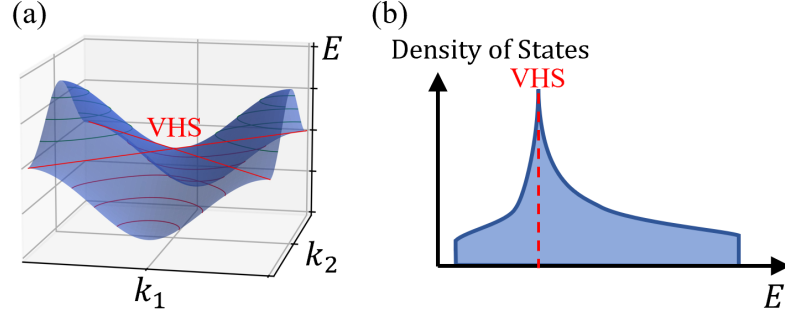 (a)
E
VHS
k₂
k₁
(b)
Density of States
VHS
E